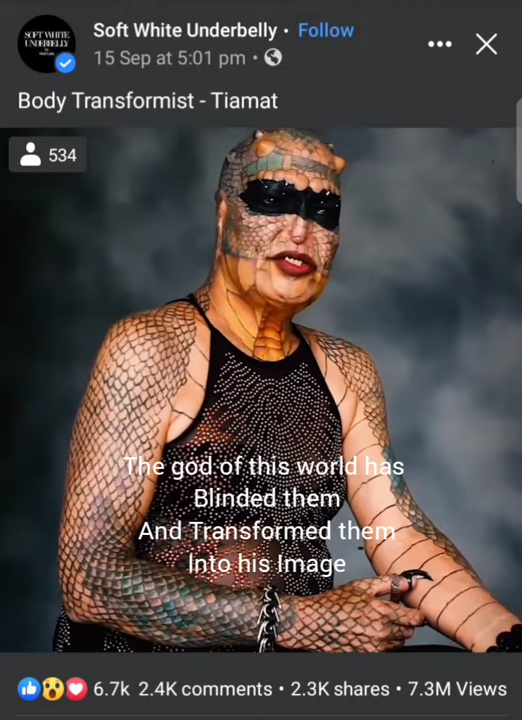 SOFT WHITE
UNDERBELLY
Soft White Underbelly · Follow
15 Sep at 5:01 pm ·
Body Transformist - Tiamat
534
The god of this world has
Blinded them
And Transformed them
Into his Image
6.7k 2.4K comments • 2.3K shares • 7.3M Views